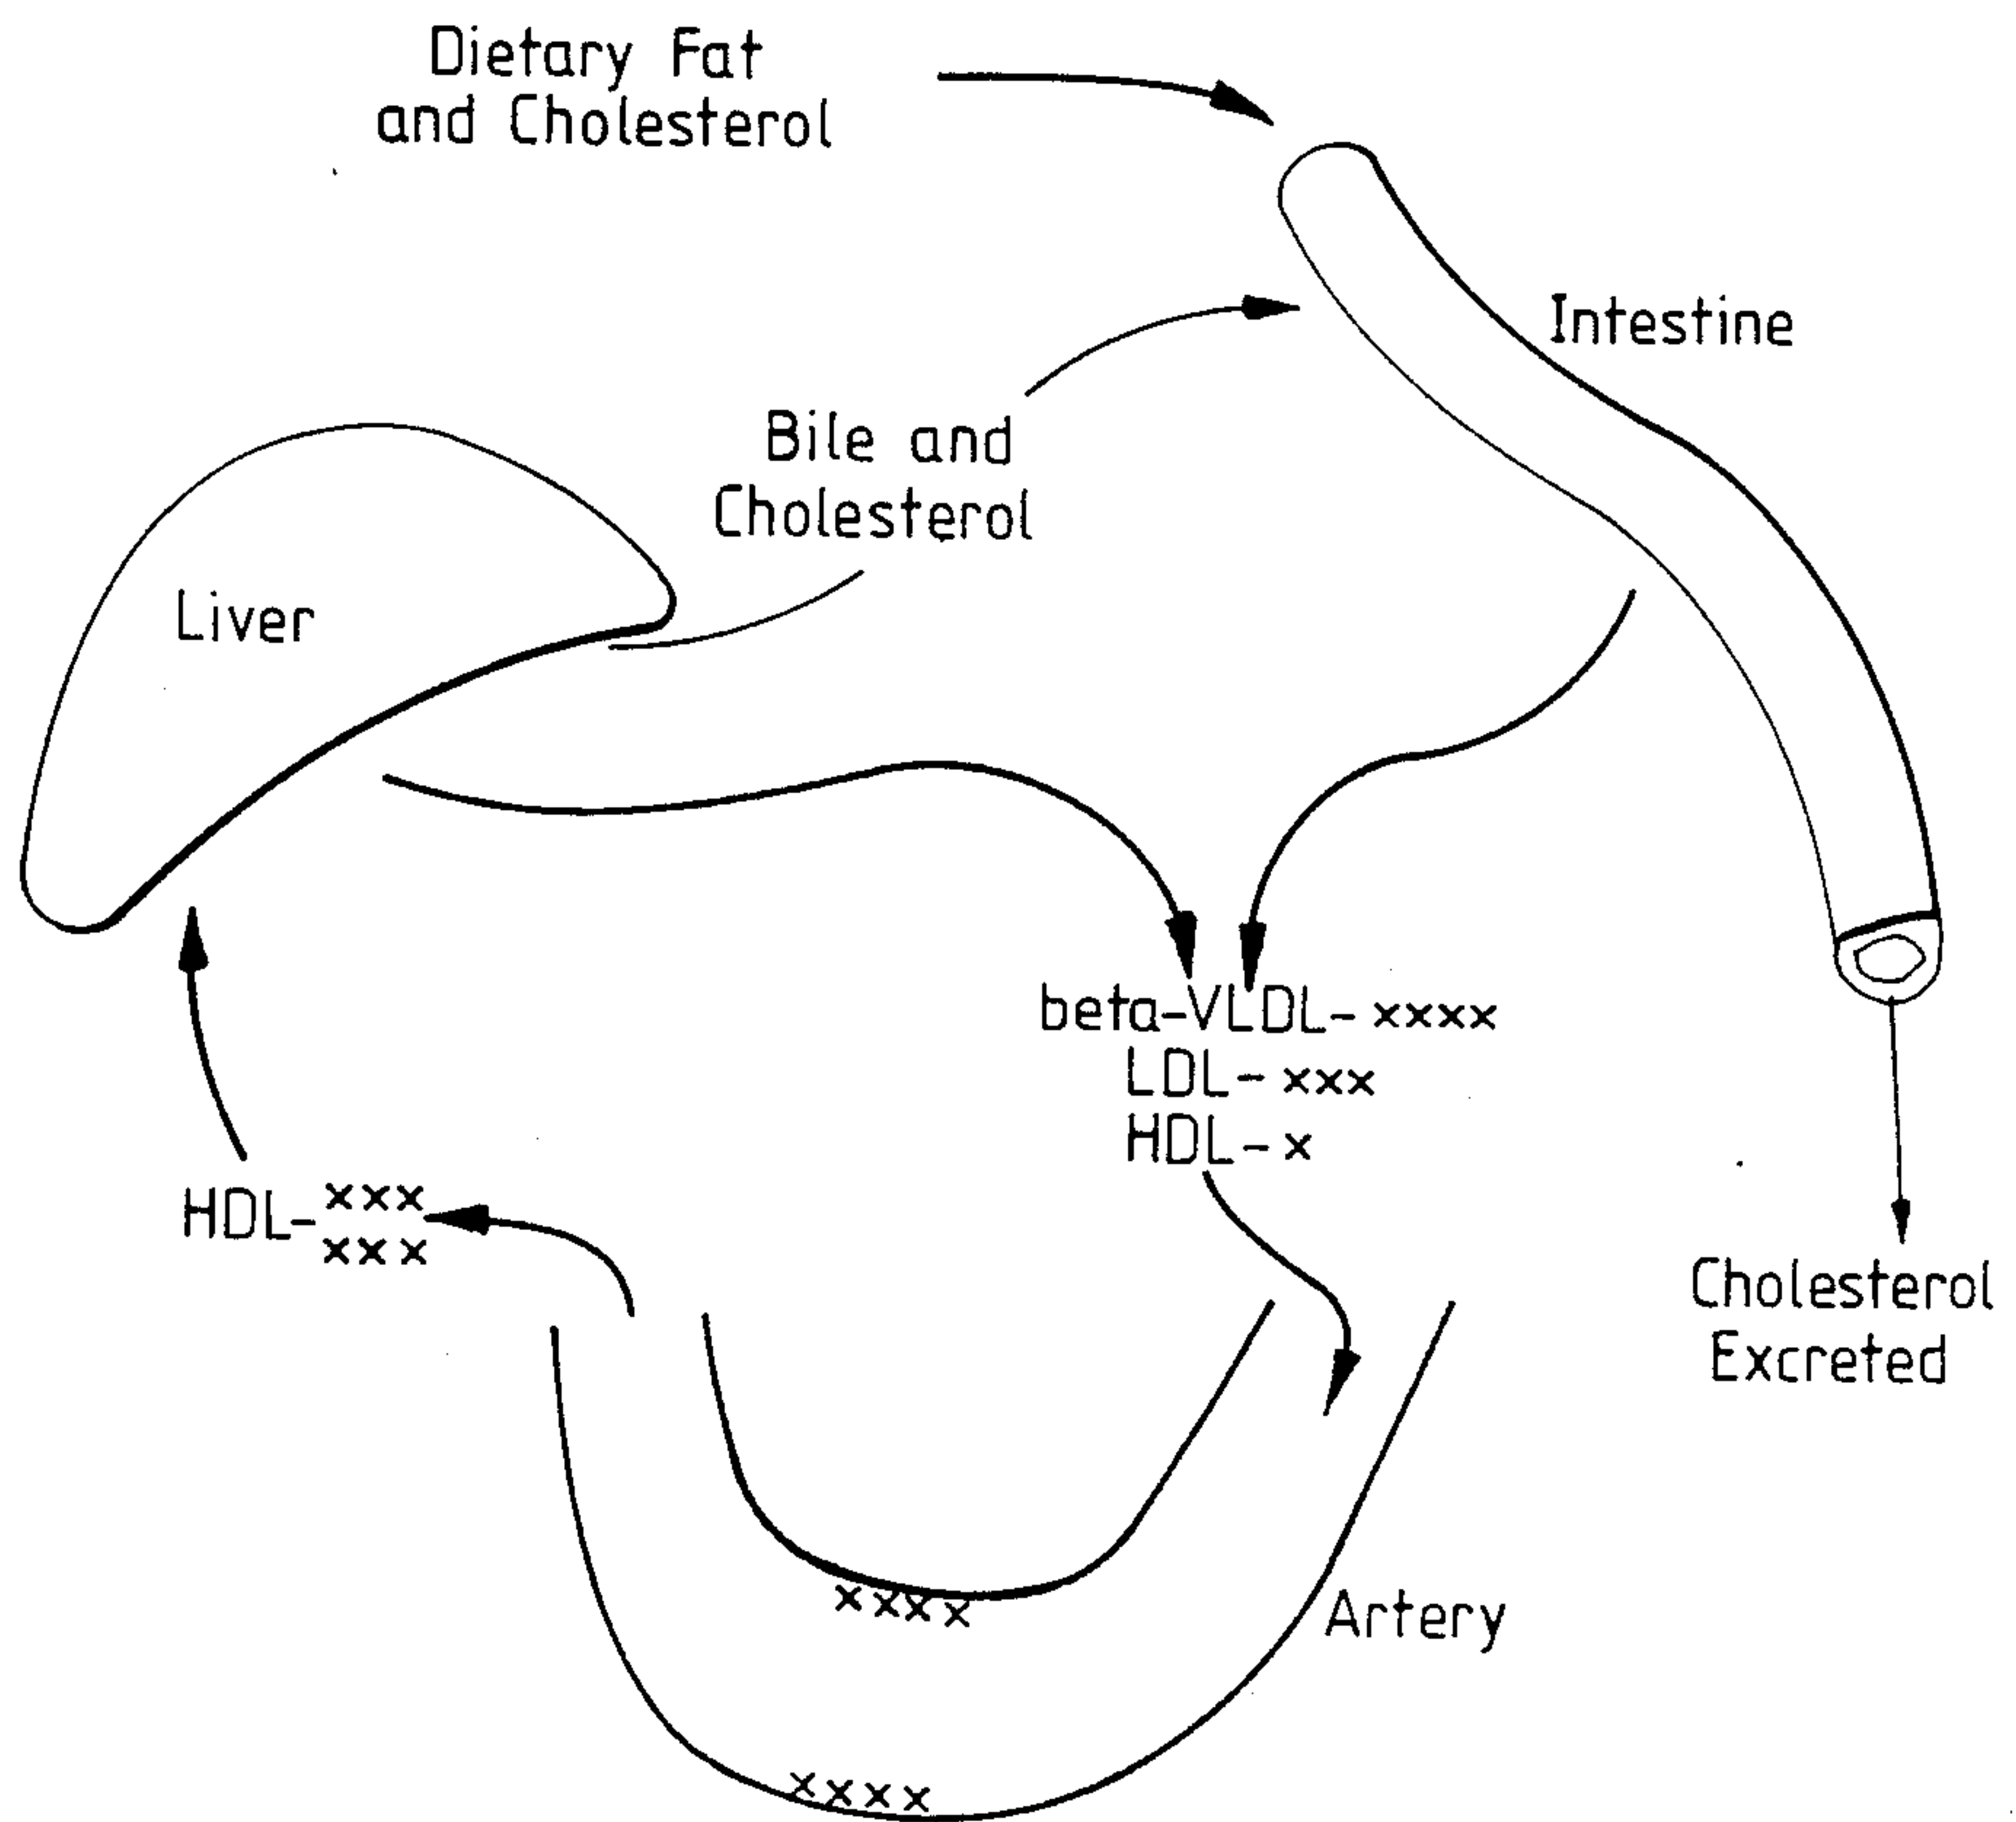 Dietary Fat
and Cholesterol
Intestine
Bile and
Cholesterol
Liver
beta-VLDL- xxxx
LDL- xxx
HDL- x
HDL- xxx
xxx
Cholesterol
Excreted
xxxx
Artery
xxxx